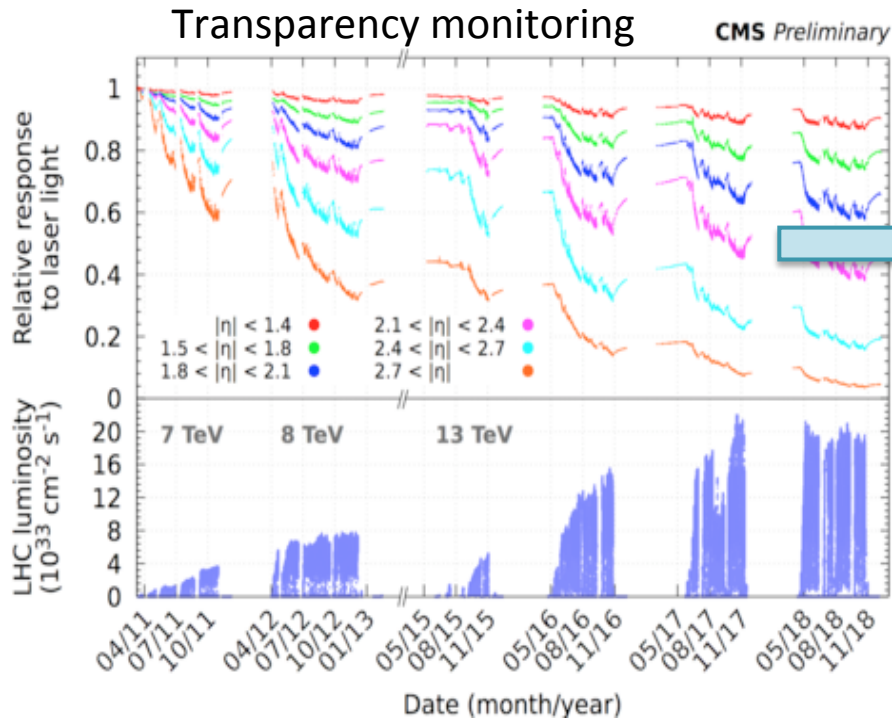 Transparency monitoring
CMS Preliminary
Relative response
to laser light
1
0.8
0.6
0.4
0.2
0
|η| < 1.4
1.5 < |η| < 1.8
1.8 < |η| < 2.1
2.1 < |η| < 2.4
2.4 < |η| < 2.7
2.7 < |η|
LHC luminosity
(10³³ cm⁻² s⁻¹)
20
16
12
8
4
0
7 TeV
8 TeV
13 TeV
04/11
07/11
10/11
04/12
07/12
10/12
01/13
05/15
08/15
11/15
05/16
08/16
11/16
05/17
08/17
11/17
05/18
08/18
11/18
Date (month/year)